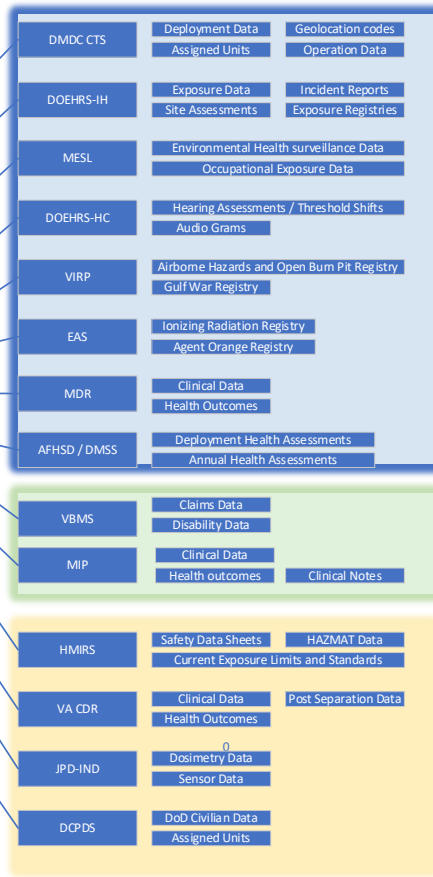 DMDC CTS
Deployment Data
Geolocation codes
Assigned Units
Operation Data
DOEHRS-IH
Exposure Data
Incident Reports
Site Assessments
Exposure Registries
MESL
Environmental Health surveillance Data
Occupational Exposure Data
DOEHRS-HC
Hearing Assessments / Threshold Shifts
Audio Grams
VIRP
Airborne Hazards and Open Burn Pit Registry
Gulf War Registry
EAS
Ionizing Radiation Registry
Agent Orange Registry
MDR
Clinical Data
Health Outcomes
AFHSD / DMSS
Deployment Health Assessments
Annual Health Assessments
VBMS
Claims Data
Disability Data
MIP
Clinical Data
Health outcomes
Clinical Notes
HMIRS
Safety Data Sheets
HAZMAT Data
Current Exposure Limits and Standards
VA CDR
Clinical Data
Post Separation Data
Health Outcomes
JPD-IND
0
Dosimetry Data
Sensor Data
DCPDS
DoD Civilian Data
Assigned Units